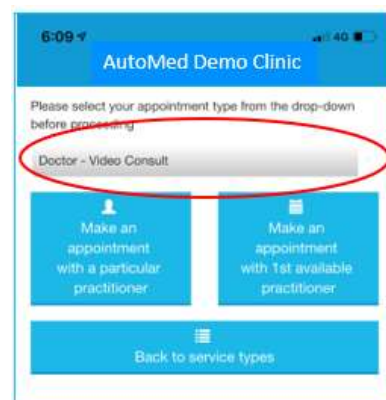 6:09 4G
AutoMed Demo Clinic
Please select your appointment type from the drop-down
before proceeding
Doctor - Video Consult
Make an
appointment
with a particular
practitioner
Make an
appointment
with 1st available
practitioner
Back to service types